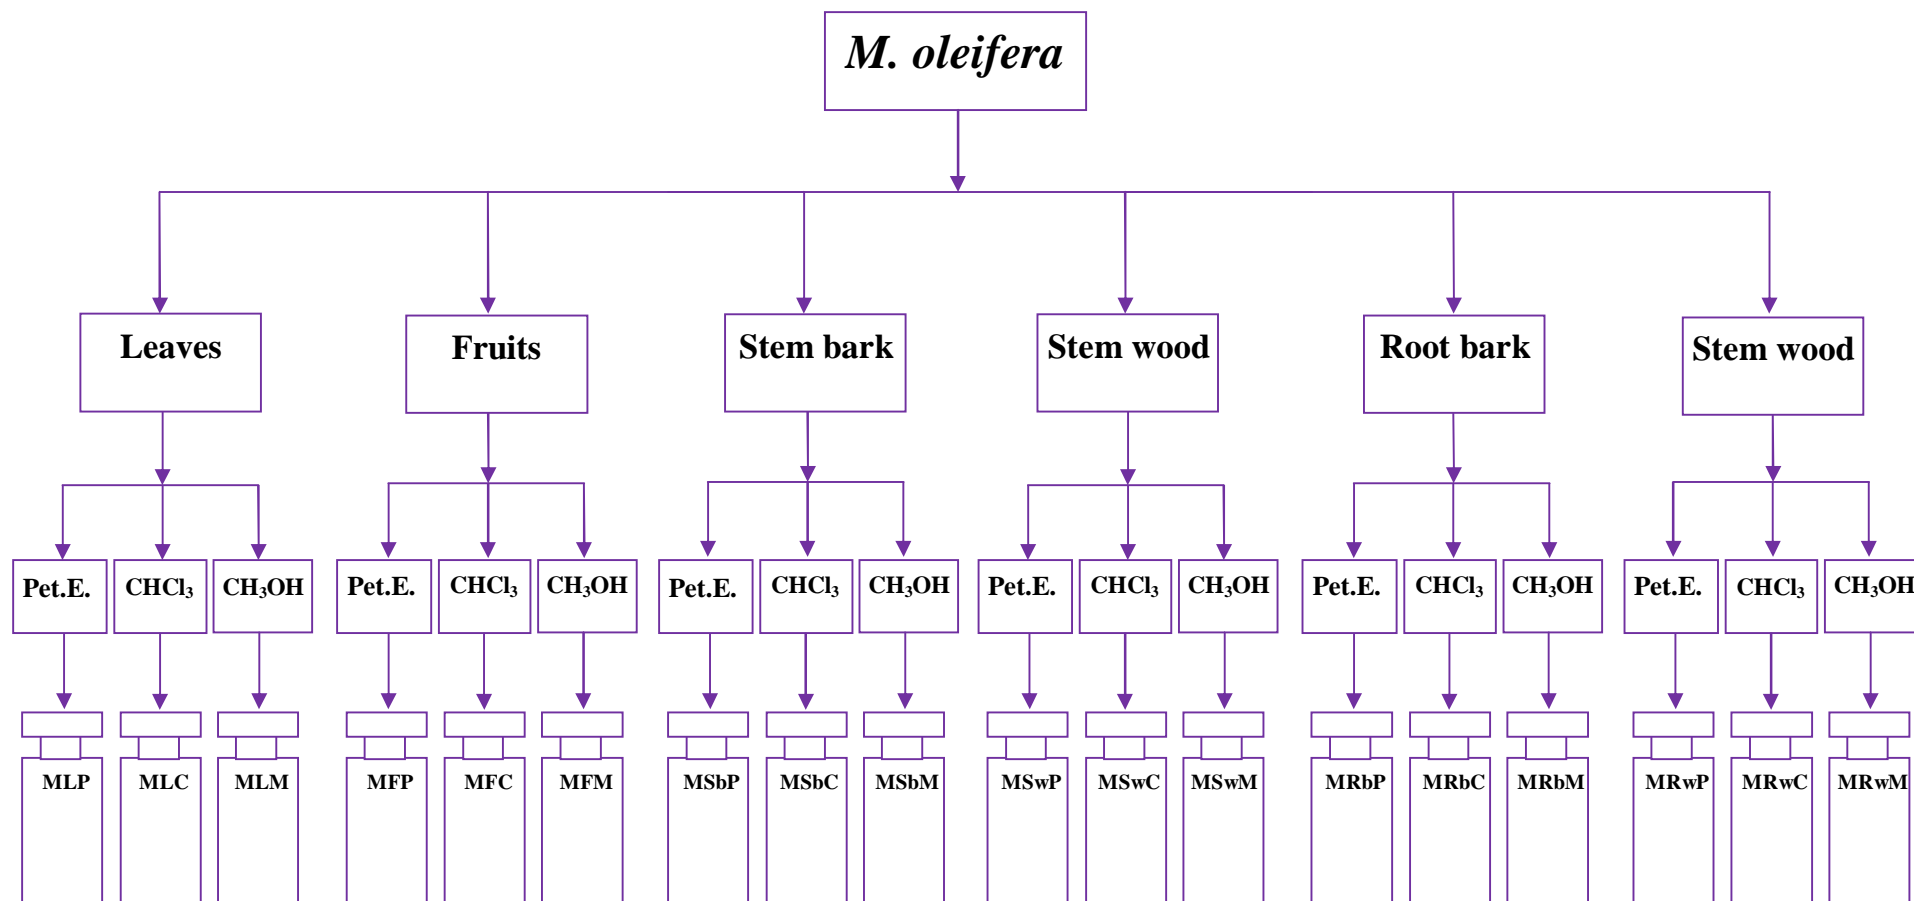 M. oleifera
Leaves
Fruits
Stem bark
Stem wood
Root bark
Stem wood
Pet.E.
CHCl₃
CH₃OH
Pet.E.
CHCl₃
CH₃OH
Pet.E.
CHCl₃
CH₃OH
Pet.E.
CHCl₃
CH₃OH
Pet.E.
CHCl₃
CH₃OH
Pet.E.
CHCl₃
CH₃OH
MLP
MLC
MLM
MFP
MFC
MFM
MSbP
MSbC
MSbM
MSwP
MSwC
MSwM
MRbP
MRbC
MRbM
MRwP
MRwC
MRwM